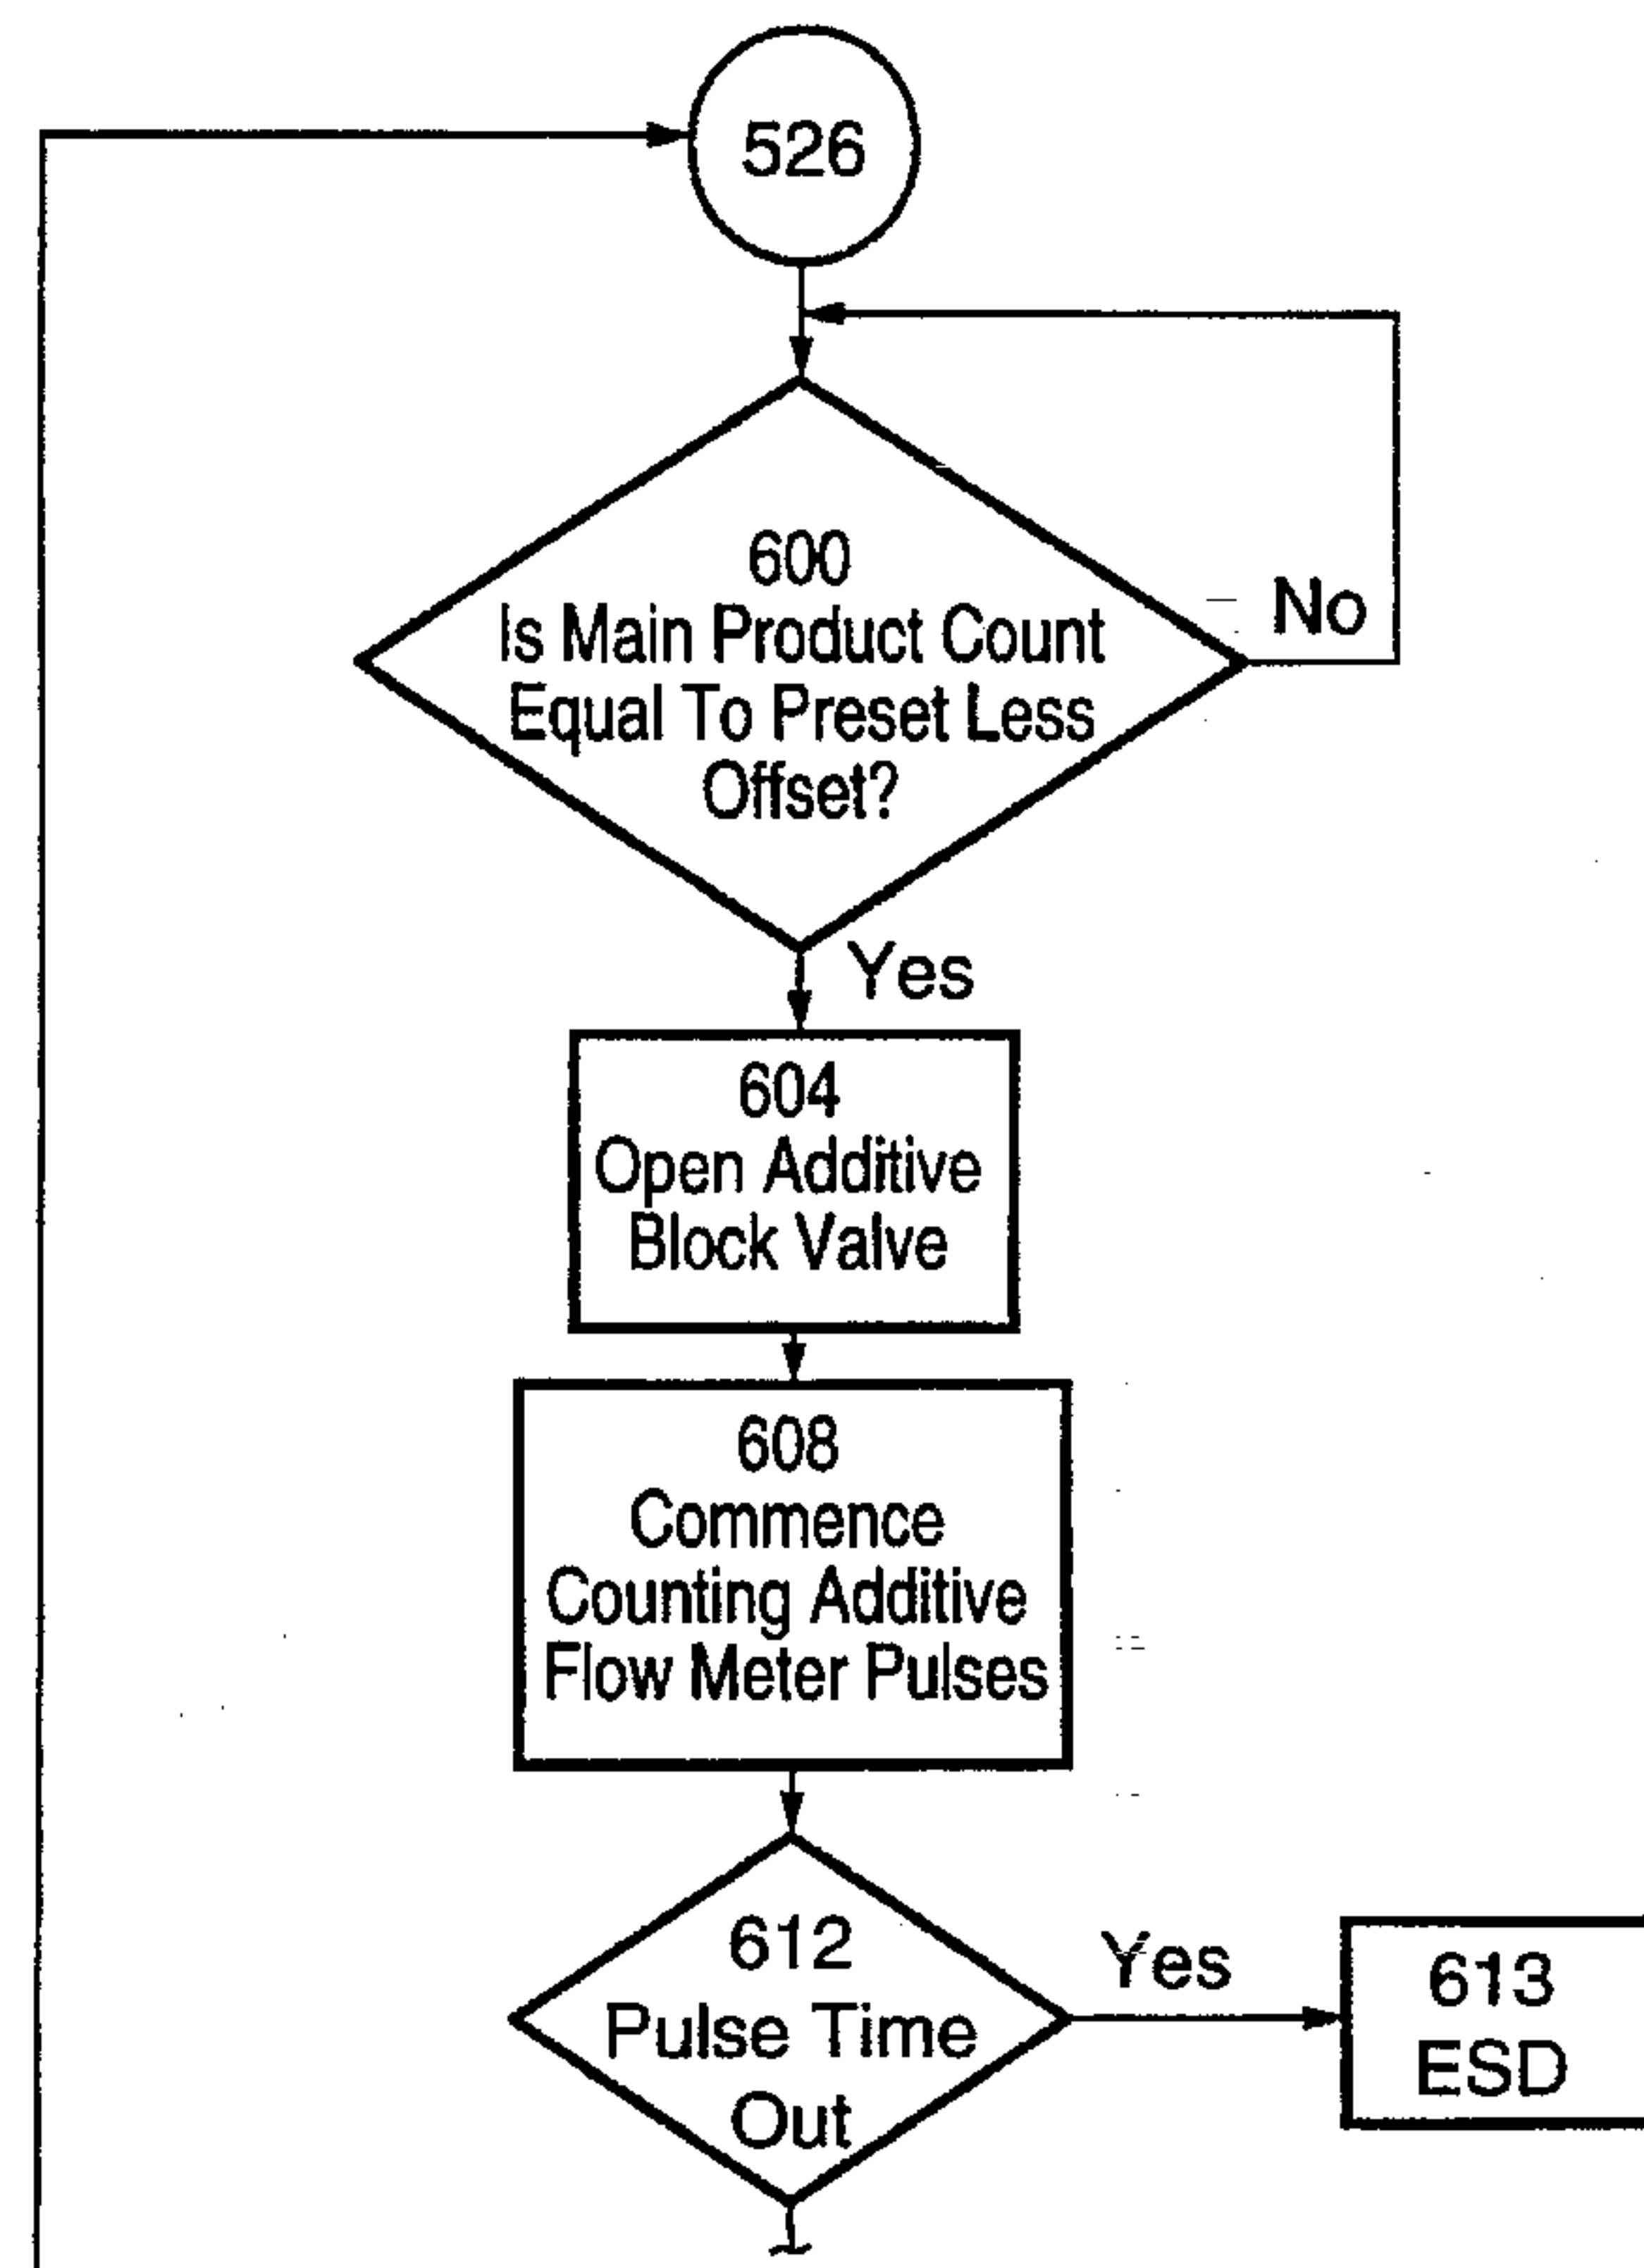 526
600
Is Main Product Count
Equal To Preset Less
Offset?
No
Yes
604
Open Additive
Block Valve
608
Commence
Counting Additive
Flow Meter Pulses
612
Pulse Time
Out
Yes
613
ESD